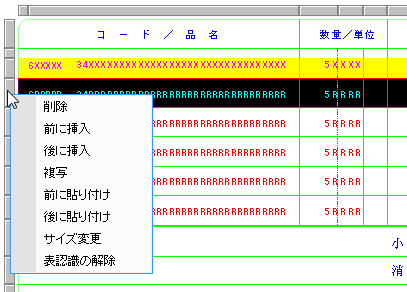 コード／品名 数量／単位
6XXXXX 34XXXXXXXXXXXXXXXXXXXXXXXXXXXXXXXX 5XXXX
5RRRR
削除
前に挿入 5RRRR
後に挿入 5RRRR
複写
前に貼り付け 5RRRR
後に貼り付け 5RRRR
サイズ変更 小
表認識の解除 消